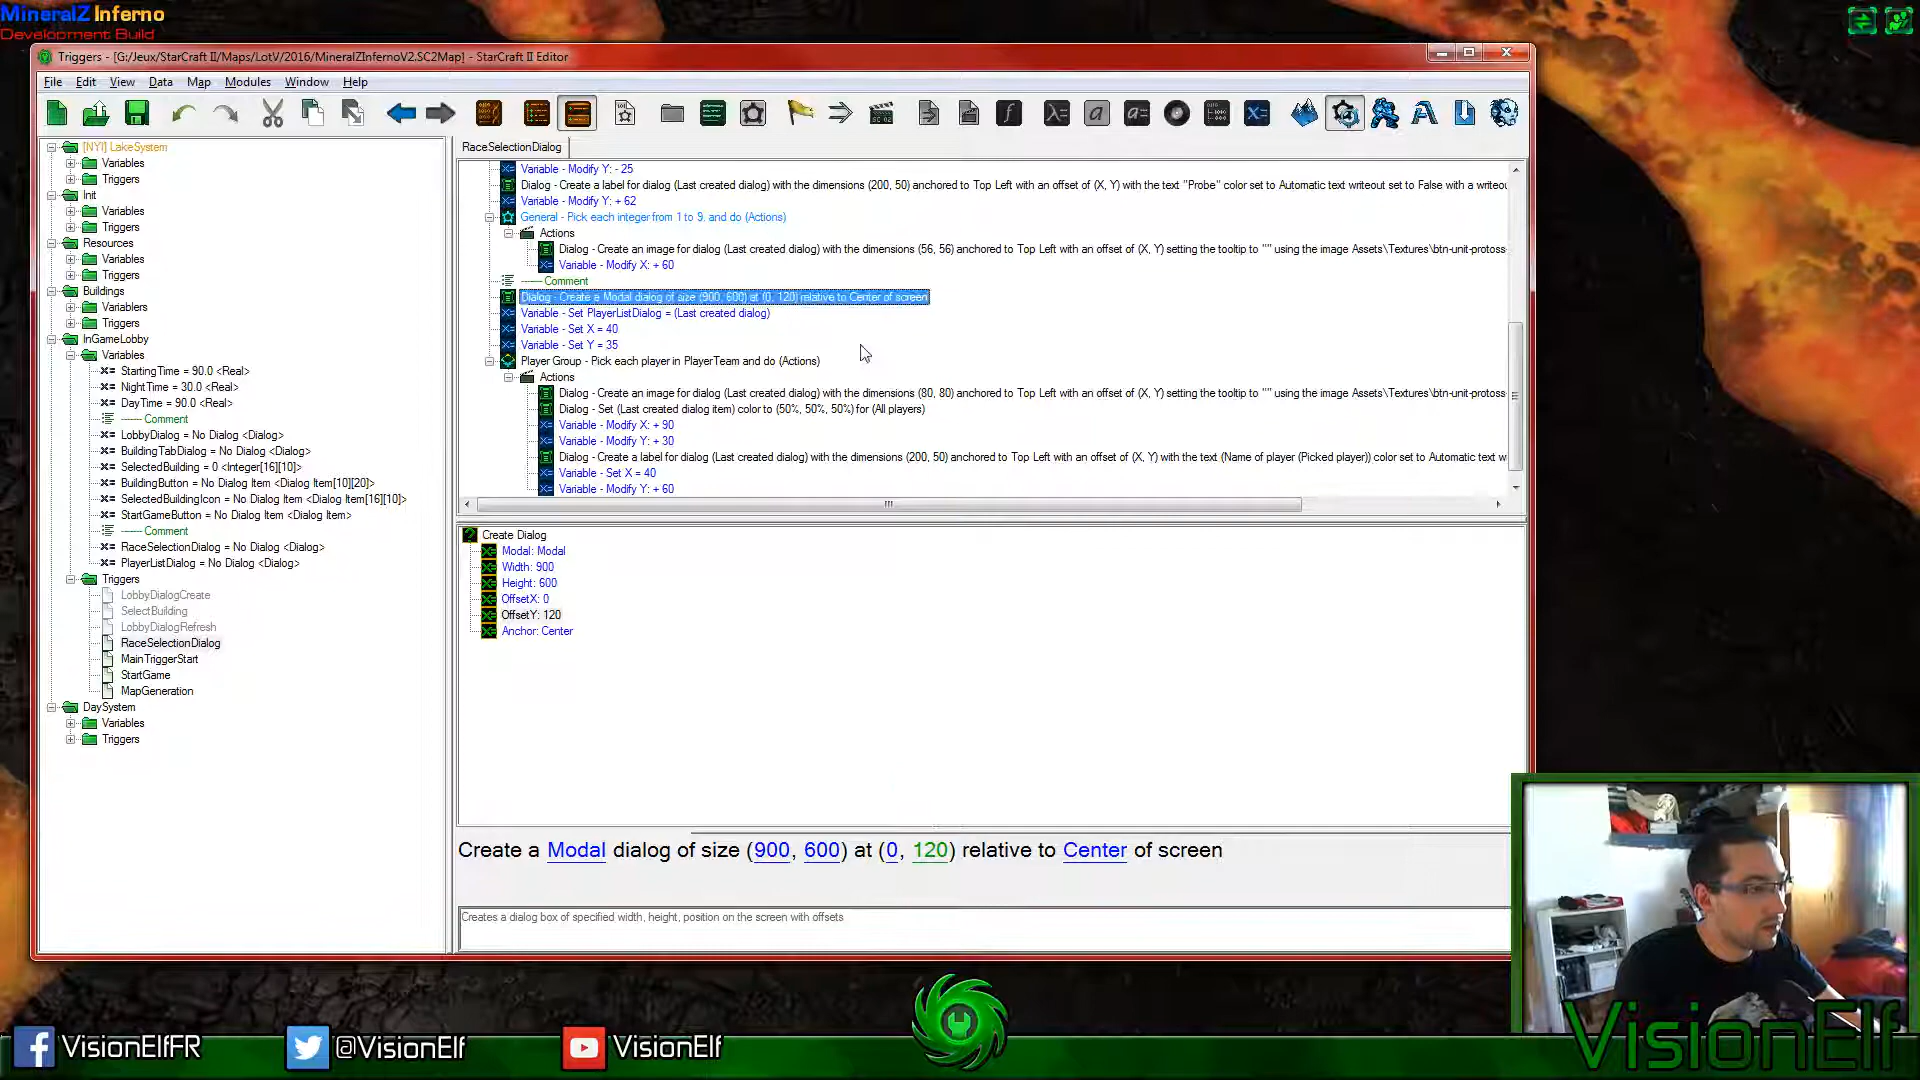 MineralZ Inferno
Development Build
Triggers - [G:/Jeux/StarCraft II/Maps/LotV/2016/MineralZInfernoV2.SC2Map] - StarCraft II Editor
File Edit View Data Map Modules Window Help
[NYI] LakeSystem
Variables
Triggers
Init
Variables
Triggers
Resources
Variables
Triggers
Buildings
Variablers
Triggers
InGameLobby
Variables
StartingTime = 90.0 <Real>
NightTime = 30.0 <Real>
DayTime = 90.0 <Real>
------- Comment
LobbyDialog = No Dialog <Dialog>
BuildingTabDialog = No Dialog <Dialog>
SelectedBuilding = 0 <Integer[16][10]>
BuildingButton = No Dialog Item <Dialog Item[10][20]>
SelectedBuildingIcon = No Dialog Item <Dialog Item[16][10]>
StartGameButton = No Dialog Item <Dialog Item>
------- Comment
RaceSelectionDialog = No Dialog <Dialog>
PlayerListDialog = No Dialog <Dialog>
Triggers
LobbyDialogCreate
SelectBuilding
LobbyDialogRefresh
RaceSelectionDialog
MainTriggerStart
StartGame
MapGeneration
DaySystem
Variables
Triggers
RaceSelectionDialog
Variable - Modify Y: - 25
Dialog - Create a label for dialog (Last created dialog) with the dimensions (200, 50) anchored to Top Left with an offset of (X, Y) with the text "Probe" color set to Automatic text writeout set to False with a writeou
Variable - Modify Y: + 62
General - Pick each integer from 1 to 9, and do (Actions)
Actions
Dialog - Create an image for dialog (Last created dialog) with the dimensions (56, 56) anchored to Top Left with an offset of (X, Y) setting the tooltip to "" using the image Assets\Textures\btn-unit-protoss-
Variable - Modify X: + 60
------- Comment
Dialog - Create a Modal dialog of size (900, 600) at (0, 120) relative to Center of screen
Variable - Set PlayerListDialog = (Last created dialog)
Variable - Set X = 40
Variable - Set Y = 35
Player Group - Pick each player in PlayerTeam and do (Actions)
Actions
Dialog - Create an image for dialog (Last created dialog) with the dimensions (80, 80) anchored to Top Left with an offset of (X, Y) setting the tooltip to "" using the image Assets\Textures\btn-unit-protoss-
Dialog - Set (Last created dialog item) color to (50%, 50%, 50%) for (All players)
Variable - Modify X: + 90
Variable - Modify Y: + 30
Dialog - Create a label for dialog (Last created dialog) with the dimensions (200, 50) anchored to Top Left with an offset of (X, Y) with the text (Name of player (Picked player)) color set to Automatic text w
Variable - Set X = 40
Variable - Modify Y: + 60
Create Dialog
Modal: Modal
Width: 900
Height: 600
OffsetX: 0
OffsetY: 120
Anchor: Center
Create a Modal dialog of size (900, 600) at (0, 120) relative to Center of screen
Creates a dialog box of specified width, height, position on the screen with offsets
VisionElfFR @VisionElf VisionElf
VisionElf